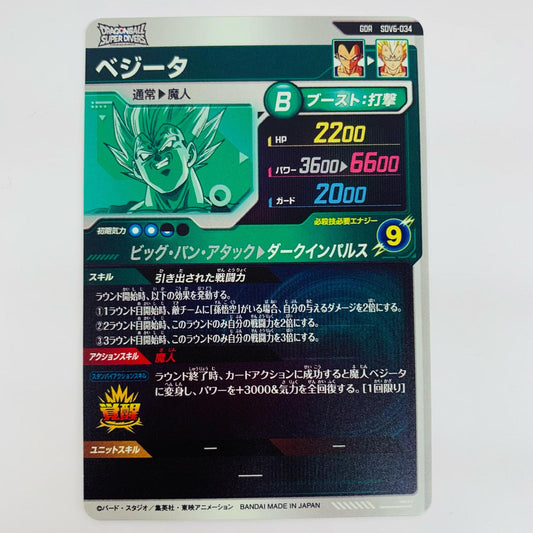 DRAGONBALL
SUPER DIVERS
GDR SDV6-034
ベジータ
通常▶魔人
B ブースト:打撃
HP 2200
パワー 3600▶6600
ガード 2000
初期気力
必殺技必要エナジー
9
ビッグ・バン・アタック▶ダークインパルス
スキル 引き出された戦闘力
ラウンド開始時、以下の効果を発動する。
①1ラウンド目開始時、敵チームに「孫悟空」がいる場合、自分の与えるダメージを2倍にする。
②2ラウンド目開始時、このラウンドのみ自分の戦闘力を2倍にする。
③3ラウンド目開始時、このラウンドのみ自分の戦闘力を3倍にする。
アクションスキル 魔人
スタンバイアクションスキル
ラウンド終了時、カードアクションに成功すると魔人ベジータ
に変身し、パワーを+3000&気力を全回復する。[1回限り]
覚醒
ユニットスキル
©バード・スタジオ/集英社・東映アニメーション BANDAI MADE IN JAPAN